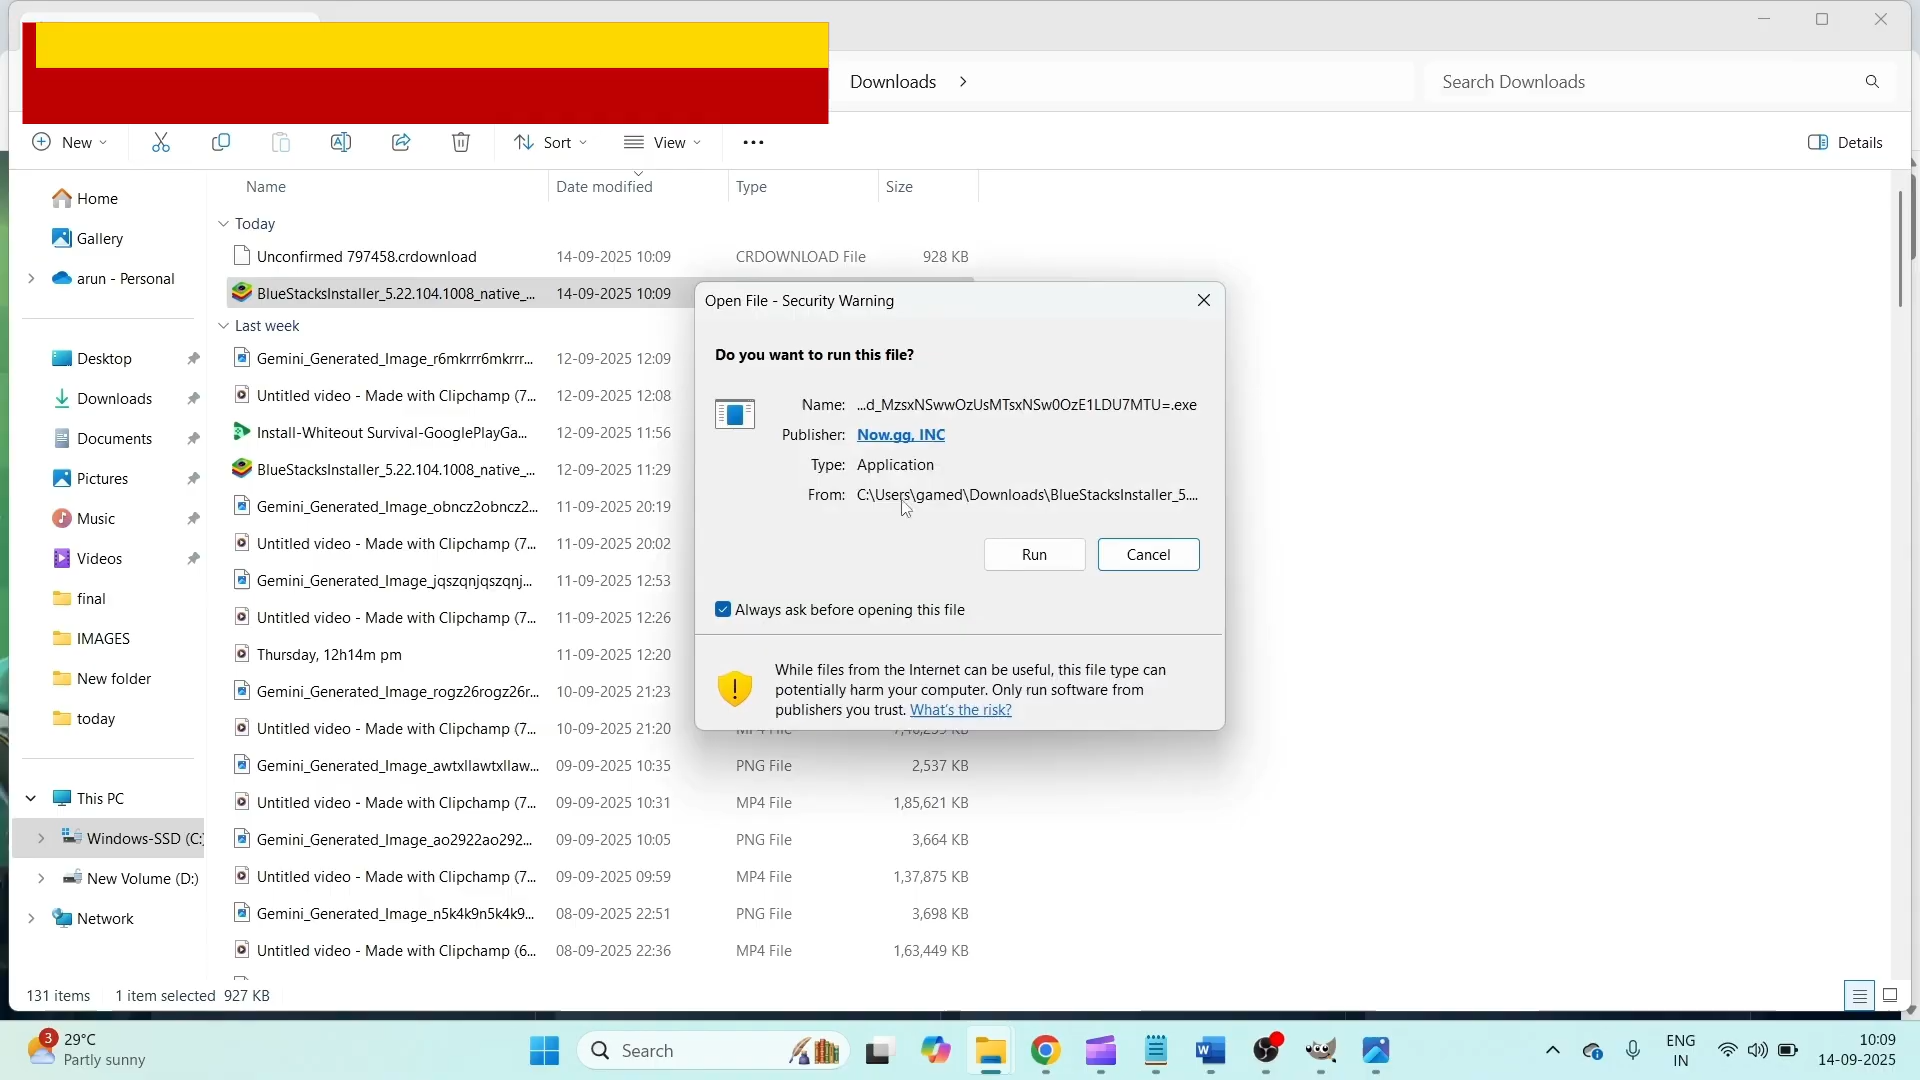 Downloads
Search Downloads
New
Sort
View
Details
Name Date modified Type Size
Home
Gallery
arun - Personal
Desktop
Downloads
Documents
Pictures
Music
Videos
final
IMAGES
New folder
today
This PC
Windows-SSD (C:)
New Volume (D:)
Network
Today
Unconfirmed 797458.crdownload 14-09-2025 10:09 CRDOWNLOAD File 928 KB
BlueStacksInstaller_5.22.104.1008_native_... 14-09-2025 10:09
Last week
Gemini_Generated_Image_r6mkrrr6mkrrr... 12-09-2025 12:09
Untitled video - Made with Clipchamp (7... 12-09-2025 12:08
Install-Whiteout Survival-GooglePlayGa... 12-09-2025 11:56
BlueStacksInstaller_5.22.104.1008_native_... 12-09-2025 11:29
Gemini_Generated_Image_obncz2obncz2... 11-09-2025 20:19
Untitled video - Made with Clipchamp (7... 11-09-2025 20:02
Gemini_Generated_Image_jqszqnjqszqnj... 11-09-2025 12:53
Untitled video - Made with Clipchamp (7... 11-09-2025 12:26
Thursday, 12h14m pm 11-09-2025 12:20
Gemini_Generated_Image_rogz26rogz26r... 10-09-2025 21:23
Untitled video - Made with Clipchamp (7... 10-09-2025 21:20
Gemini_Generated_Image_awtxllawtxllaw... 09-09-2025 10:35 PNG File 2,537 KB
Untitled video - Made with Clipchamp (7... 09-09-2025 10:31 MP4 File 1,85,621 KB
Gemini_Generated_Image_ao2922ao292... 09-09-2025 10:05 PNG File 3,664 KB
Untitled video - Made with Clipchamp (7... 09-09-2025 09:59 MP4 File 1,37,875 KB
Gemini_Generated_Image_n5k4k9n5k4k9... 08-09-2025 22:51 PNG File 3,698 KB
Untitled video - Made with Clipchamp (6... 08-09-2025 22:36 MP4 File 1,63,449 KB
Open File - Security Warning
Do you want to run this file?
Name: ...d_MzsxNSwwOzUsMTsxNSw0OzE1LDU7MTU=.exe
Publisher: Now.gg, INC
Type: Application
From: C:\Users\gamed\Downloads\BlueStacksInstaller_5....
Run Cancel
Always ask before opening this file
While files from the Internet can be useful, this file type can
potentially harm your computer. Only run software from
publishers you trust. What's the risk?
131 items 1 item selected 927 KB
3
29°C
Partly sunny
Search
ENG
IN
10:09
14-09-2025